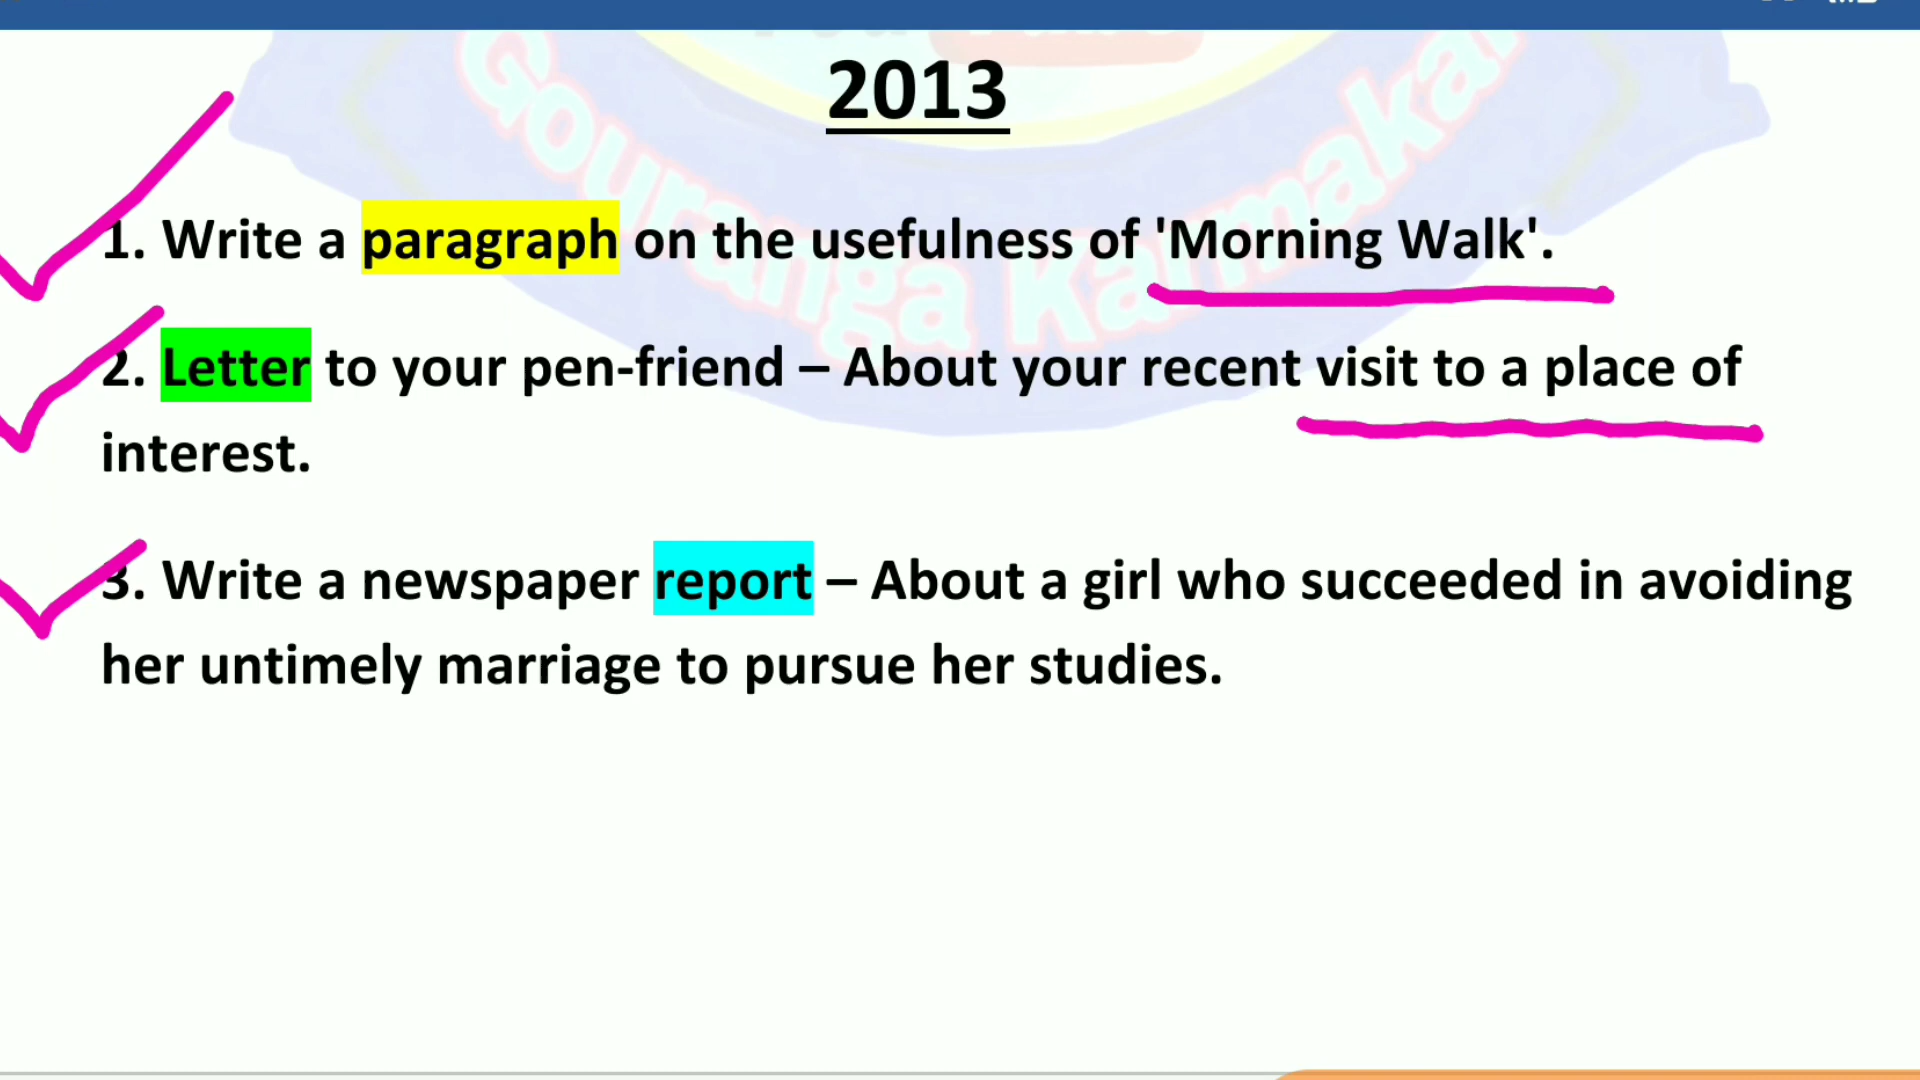 2013
1. Write a paragraph on the usefulness of 'Morning Walk'.
2. Letter to your pen-friend – About your recent visit to a place of
interest.
3. Write a newspaper report – About a girl who succeeded in avoiding
her untimely marriage to pursue her studies.
Gouranga Karmakar